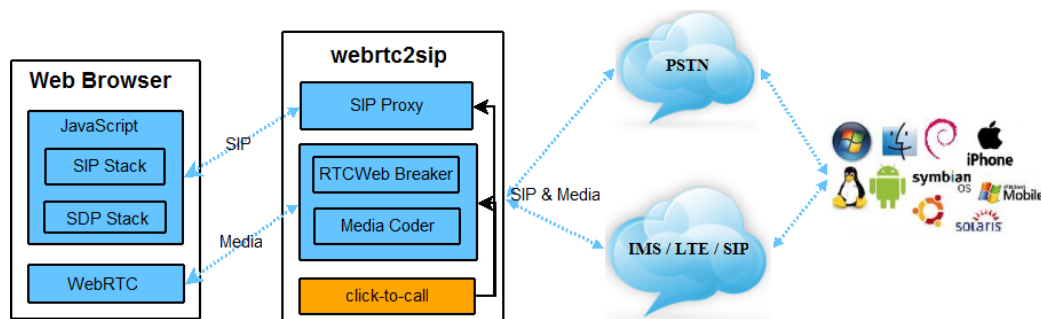 Web Browser
JavaScript
SIP Stack
SDP Stack
WebRTC
SIP
Media
webrtc2sip
SIP Proxy
RTCWeb Breaker
Media Coder
click-to-call
SIP & Media
PSTN
IMS / LTE / SIP
iPhone
symbian
OS
Windows
Mobile
solaris